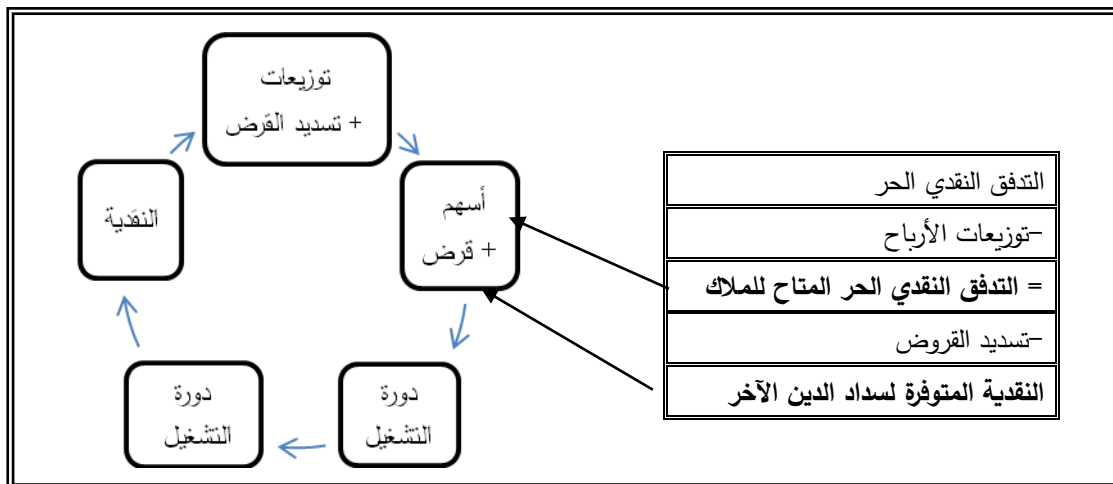 توزيعات
+ تسديد القرض
أسهم
+ قرض
دورة
التشغيل
دورة
التشغيل
النقدية
التدفق النقدي الحر
-توزيعات الأرباح
= التدفق النقدي الحر المتاح للملاك
-تسديد القروض
النقدية المتوفرة لسداد الدين الآخر